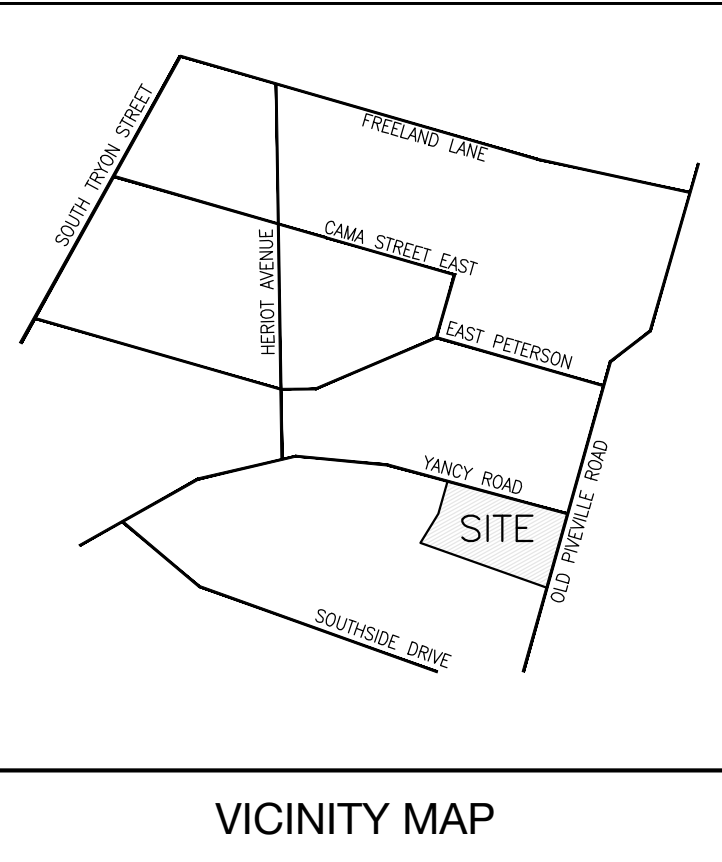 FREELAND LANE
SOUTH TRYON STREET
CAMA STREET EAST
HERIOT AVENUE
EAST PETERSON
YANCY ROAD
SITE
OLD PIVEVILLE ROAD
SOUTHSIDE DRIVE
VICINITY MAP